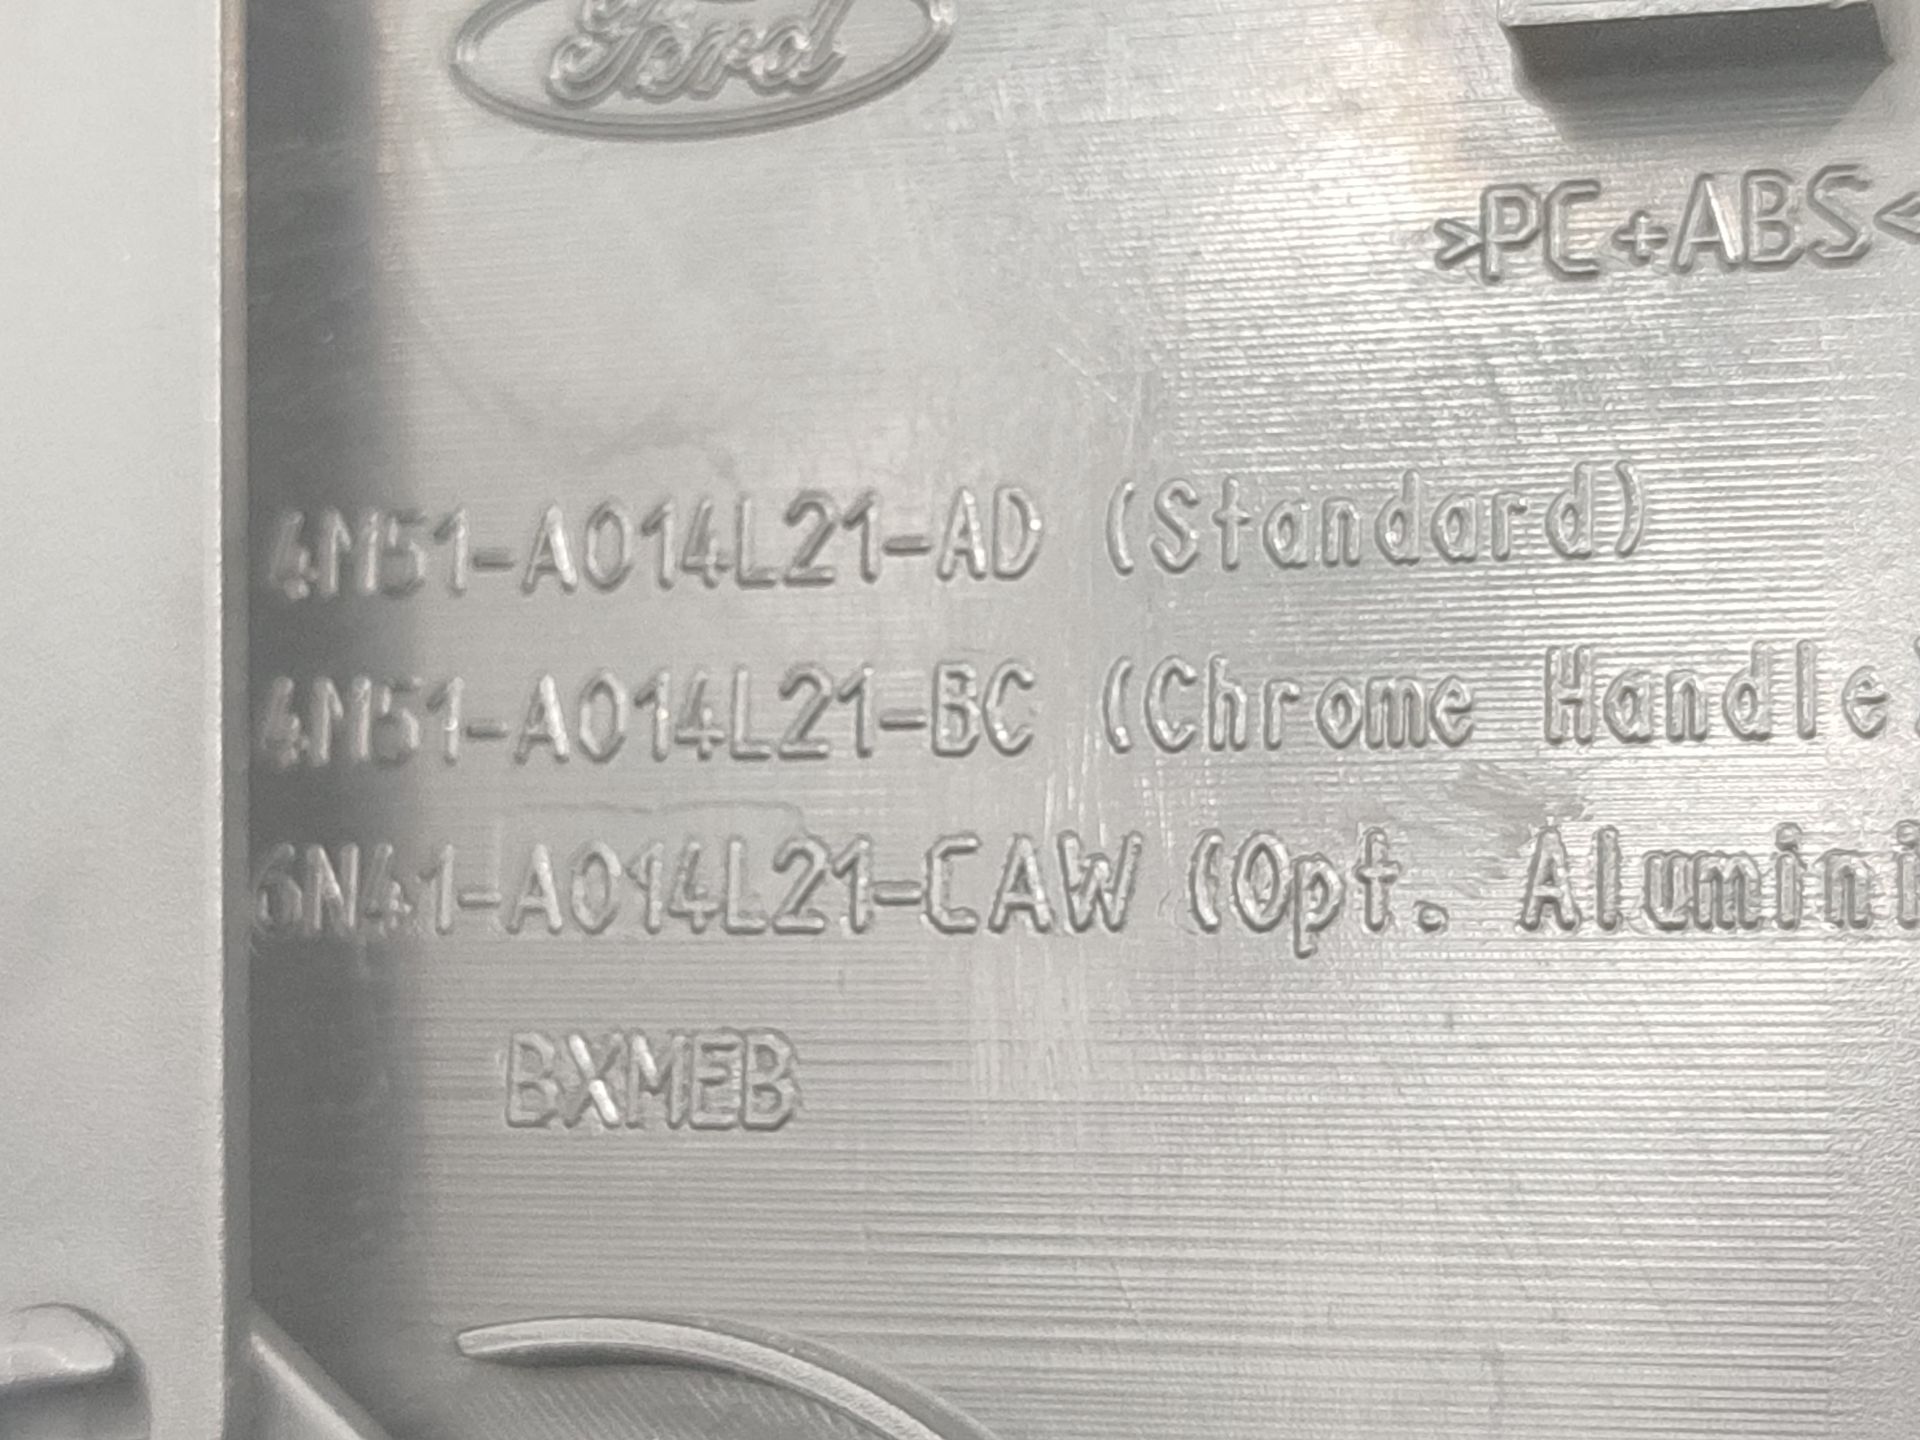 Ford
>PC+ABS<
4M51-A014L21-AD (Standard)
4M51-A014L21-BC (Chrome Handle)
6N41-A014L21-CAW (Opt. Alumini
BXMEB